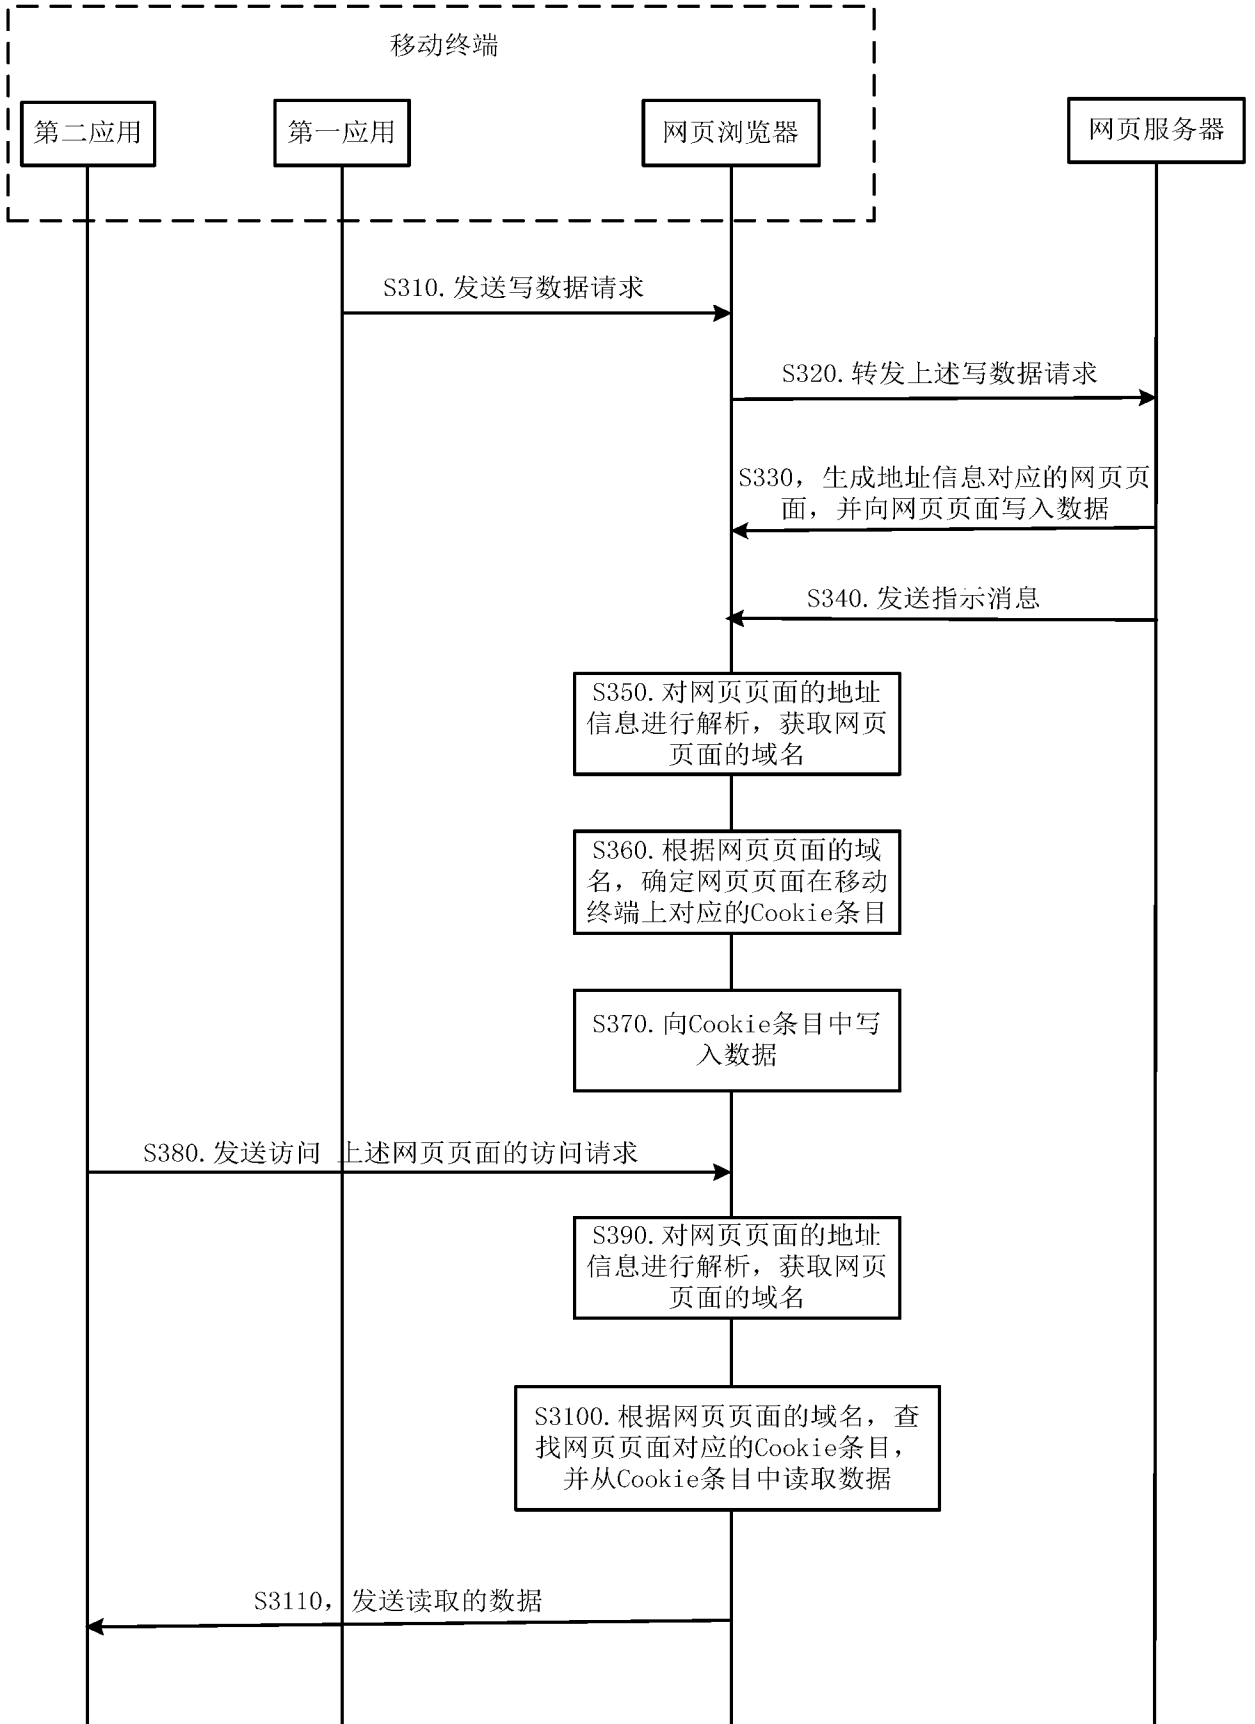 移动终端
第二应用
第一应用
网页浏览器
网页服务器
S310.发送写数据请求
S320.转发上述写数据请求
S330，生成地址信息对应的网页页
面，并向网页页面写入数据
S340.发送指示消息
S350.对网页页面的地址
信息进行解析，获取网页
页面的域名
S360.根据网页页面的域
名，确定网页页面在移动
终端上对应的Cookie条目
S370.向Cookie条目中写
入数据
S380.发送访问 上述网页页面的访问请求
S390.对网页页面的地址
信息进行解析，获取网页
页面的域名
S3100.根据网页页面的域名，查
找网页页面对应的Cookie条目，
并从Cookie条目中读取数据
S3110，发送读取的数据